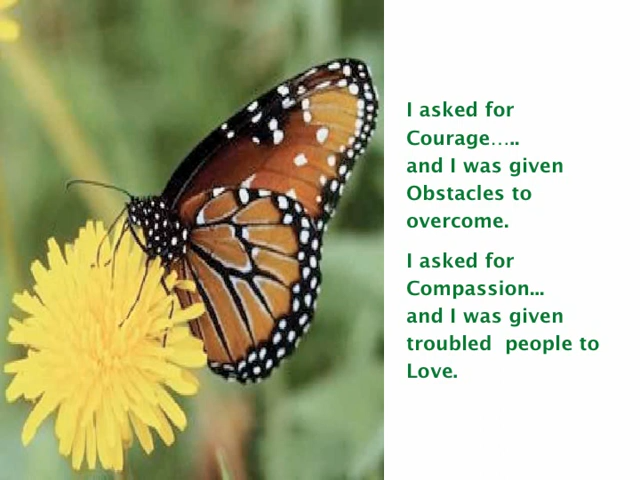 I asked for
Courage…..
and I was given
Obstacles to
overcome.
I asked for
Compassion...
and I was given
troubled  people to
Love.